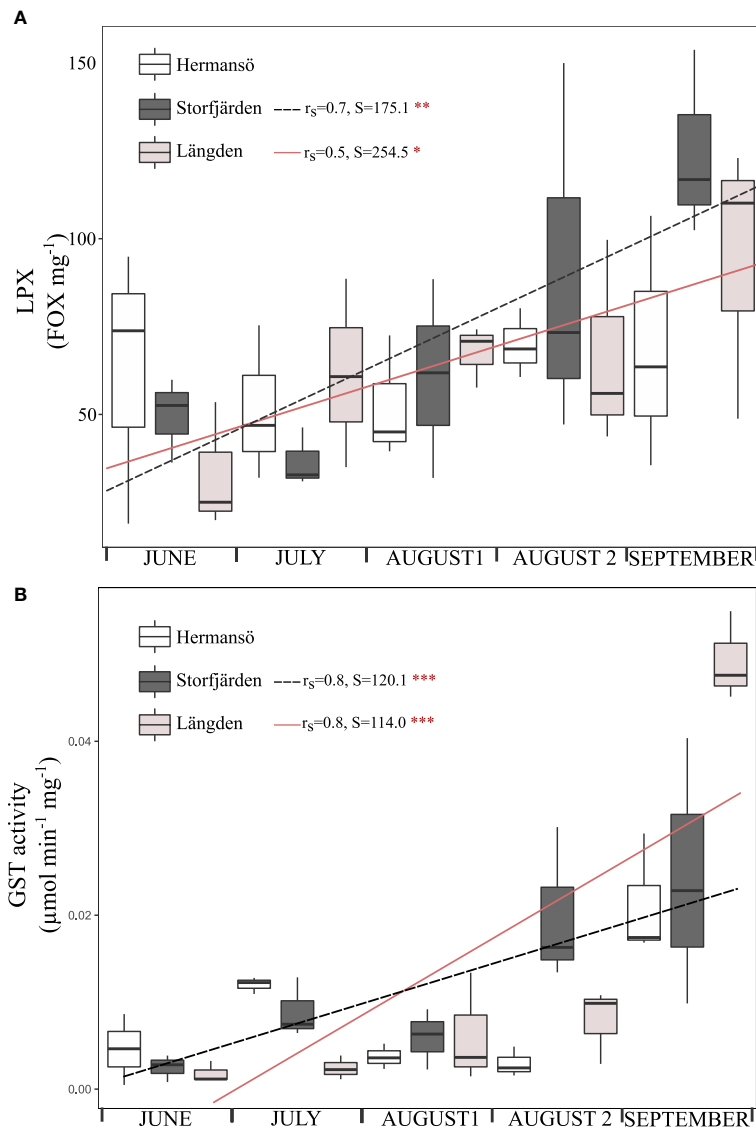 A
150
100
50
LPX
(FOX mg⁻¹)
Hermansö
Storfjärden rₛ=0.7, S=175.1 **
Längden rₛ=0.5, S=254.5 *
JUNE JULY AUGUST1 AUGUST 2 SEPTEMBER
B
0.04
0.02
0.00
GST activity
(µmol min⁻¹ mg⁻¹)
Hermansö
Storfjärden rₛ=0.8, S=120.1 ***
Längden rₛ=0.8, S=114.0 ***
JUNE JULY AUGUST1 AUGUST 2 SEPTEMBER